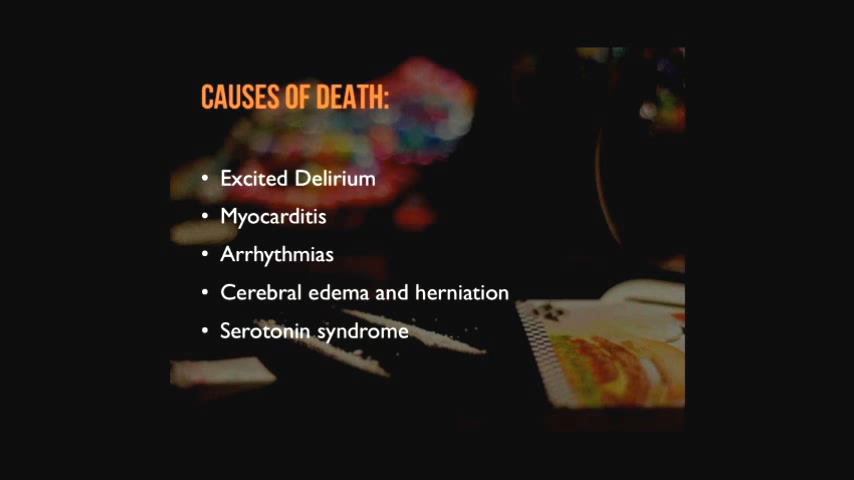 CAUSES OF DEATH:
• Excited Delirium
• Myocarditis
• Arrhythmias
• Cerebral edema and herniation
• Serotonin syndrome